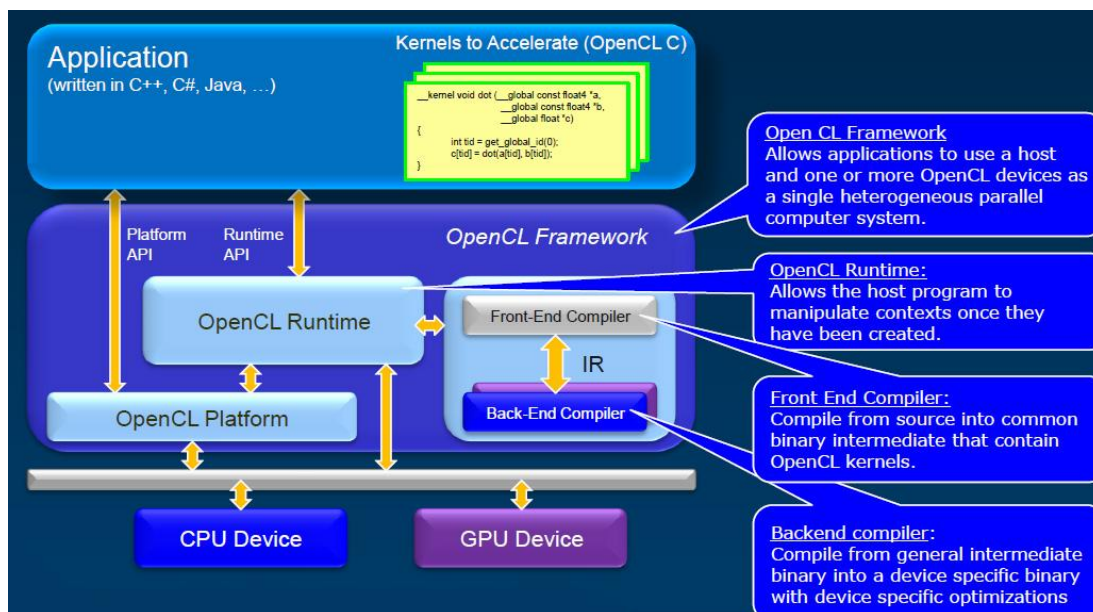 Application
(written in C++, C#, Java, …)
Kernels to Accelerate (OpenCL C)
__kernel void dot (__global const float4 *a,
__global const float4 *b,
__global float *c)
{
int tid = get_global_id(0);
c[tid] = dot(a[tid], b[tid]);
}
Platform
API
Runtime
API
OpenCL Framework
OpenCL Runtime
Front-End Compiler
IR
Back-End Compiler
OpenCL Platform
CPU Device
GPU Device
Open CL Framework
Allows applications to use a host
and one or more OpenCL devices as
a single heterogeneous parallel
computer system.
OpenCL Runtime:
Allows the host program to
manipulate contexts once they
have been created.
Front End Compiler:
Compile from source into common
binary intermediate that contain
OpenCL kernels.
Backend compiler:
Compile from general intermediate
binary into a device specific binary
with device specific optimizations